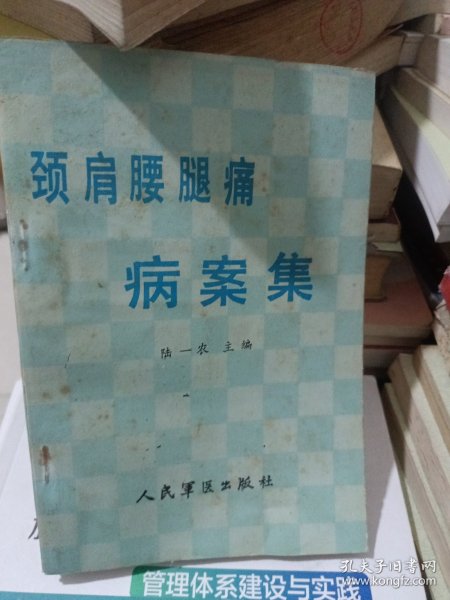 颈肩腰腿痛
病案集
陆一农 主编
人民軍医出版社
管理体系建设与实践
孔夫子旧书网
www.kongfz.com